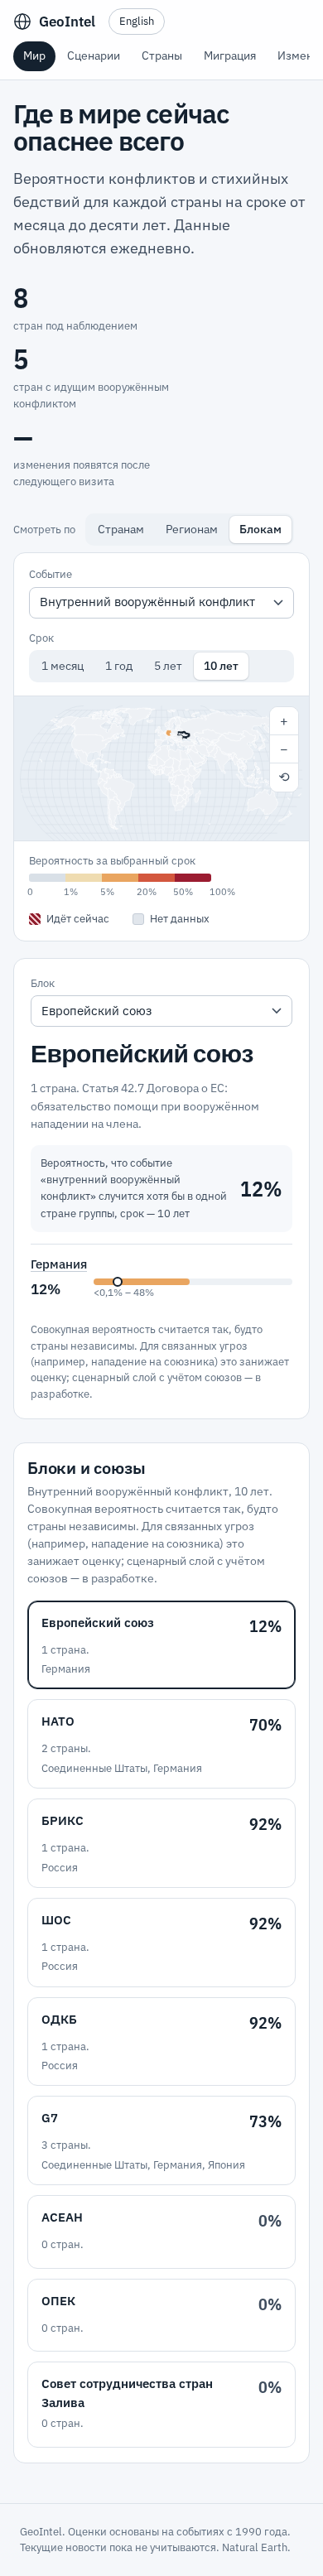 GeoIntel
English
Мир
Сценарии
Страны
Миграция
Измен
Где в мире сейчас
опаснее всего
Вероятности конфликтов и стихийных
бедствий для каждой страны на сроке от
месяца до десяти лет. Данные
обновляются ежедневно.
8
стран под наблюдением
5
стран с идущим вооружённым
конфликтом
—
изменения появятся после
следующего визита
Смотреть по
Странам
Регионам
Блокам
Событие
Внутренний вооружённый конфликт
Срок
1 месяц
1 год
5 лет
10 лет
+
−
⟲
Вероятность за выбранный срок
0
1%
5%
20%
50%
100%
Идёт сейчас
Нет данных
Блок
Европейский союз
Европейский союз
1 страна. Статья 42.7 Договора о ЕС:
обязательство помощи при вооружённом
нападении на члена.
Вероятность, что событие
«внутренний вооружённый
конфликт» случится хотя бы в одной
стране группы, срок — 10 лет
12%
Германия
12%
<0,1% – 48%
Совокупная вероятность считается так, будто
страны независимы. Для связанных угроз
(например, нападение на союзника) это занижает
оценку; сценарный слой с учётом союзов — в
разработке.
Блоки и союзы
Внутренний вооружённый конфликт, 10 лет.
Совокупная вероятность считается так, будто
страны независимы. Для связанных угроз
(например, нападение на союзника) это
занижает оценку; сценарный слой с учётом
союзов — в разработке.
Европейский союз
12%
1 страна.
Германия
НАТО
70%
2 страны.
Соединенные Штаты, Германия
БРИКС
92%
1 страна.
Россия
ШОС
92%
1 страна.
Россия
ОДКБ
92%
1 страна.
Россия
G7
73%
3 страны.
Соединенные Штаты, Германия, Япония
АСЕАН
0%
0 стран.
ОПЕК
0%
0 стран.
Совет сотрудничества стран
Залива
0%
0 стран.
GeoIntel. Оценки основаны на событиях с 1990 года.
Текущие новости пока не учитываются. Natural Earth.